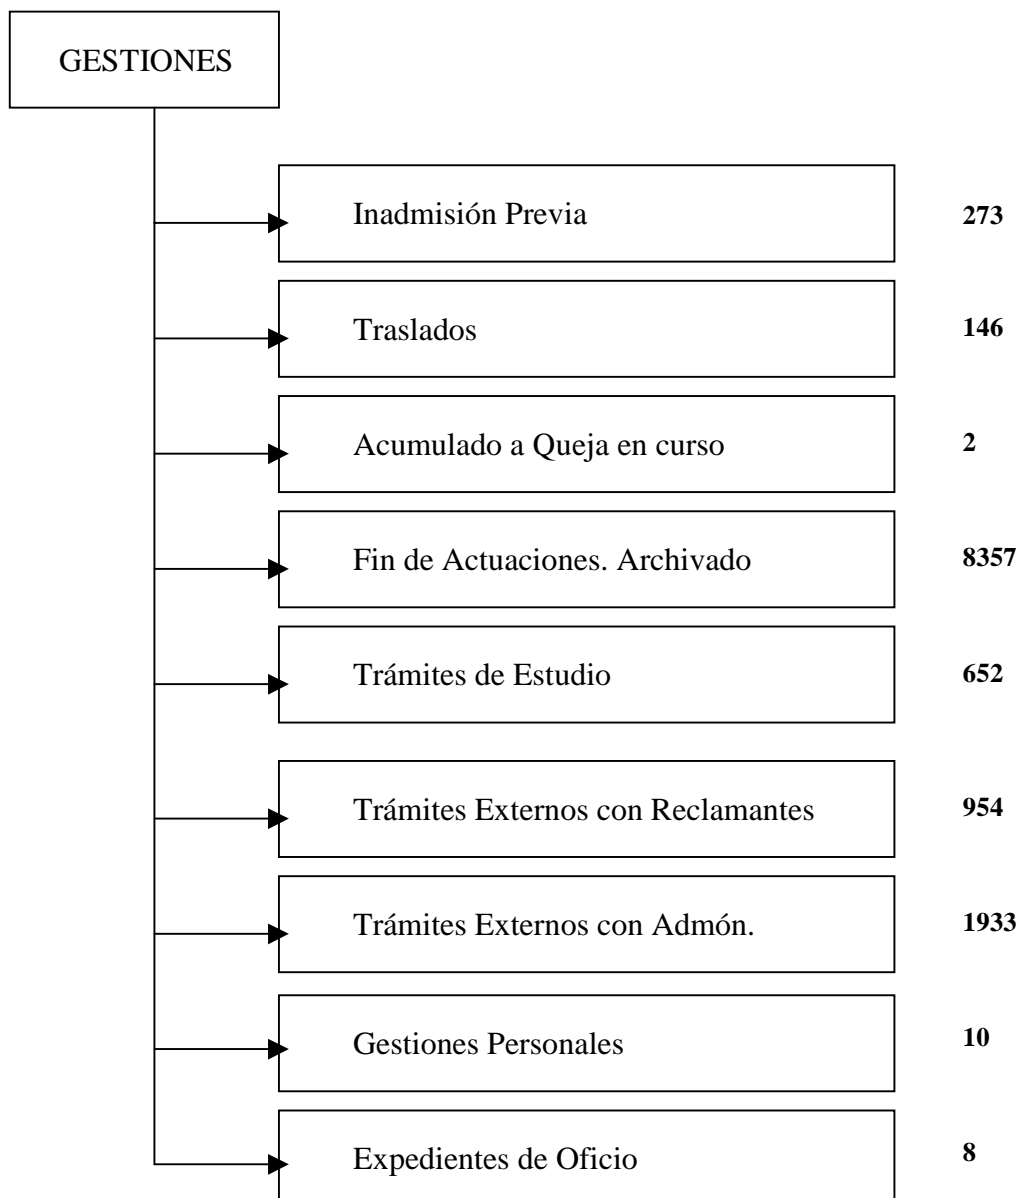 GESTIONES
Inadmisión Previa 273
Traslados 146
Acumulado a Queja en curso 2
Fin de Actuaciones. Archivado 8357
Trámites de Estudio 652
Trámites Externos con Reclamantes 954
Trámites Externos con Admón. 1933
Gestiones Personales 10
Expedientes de Oficio 8